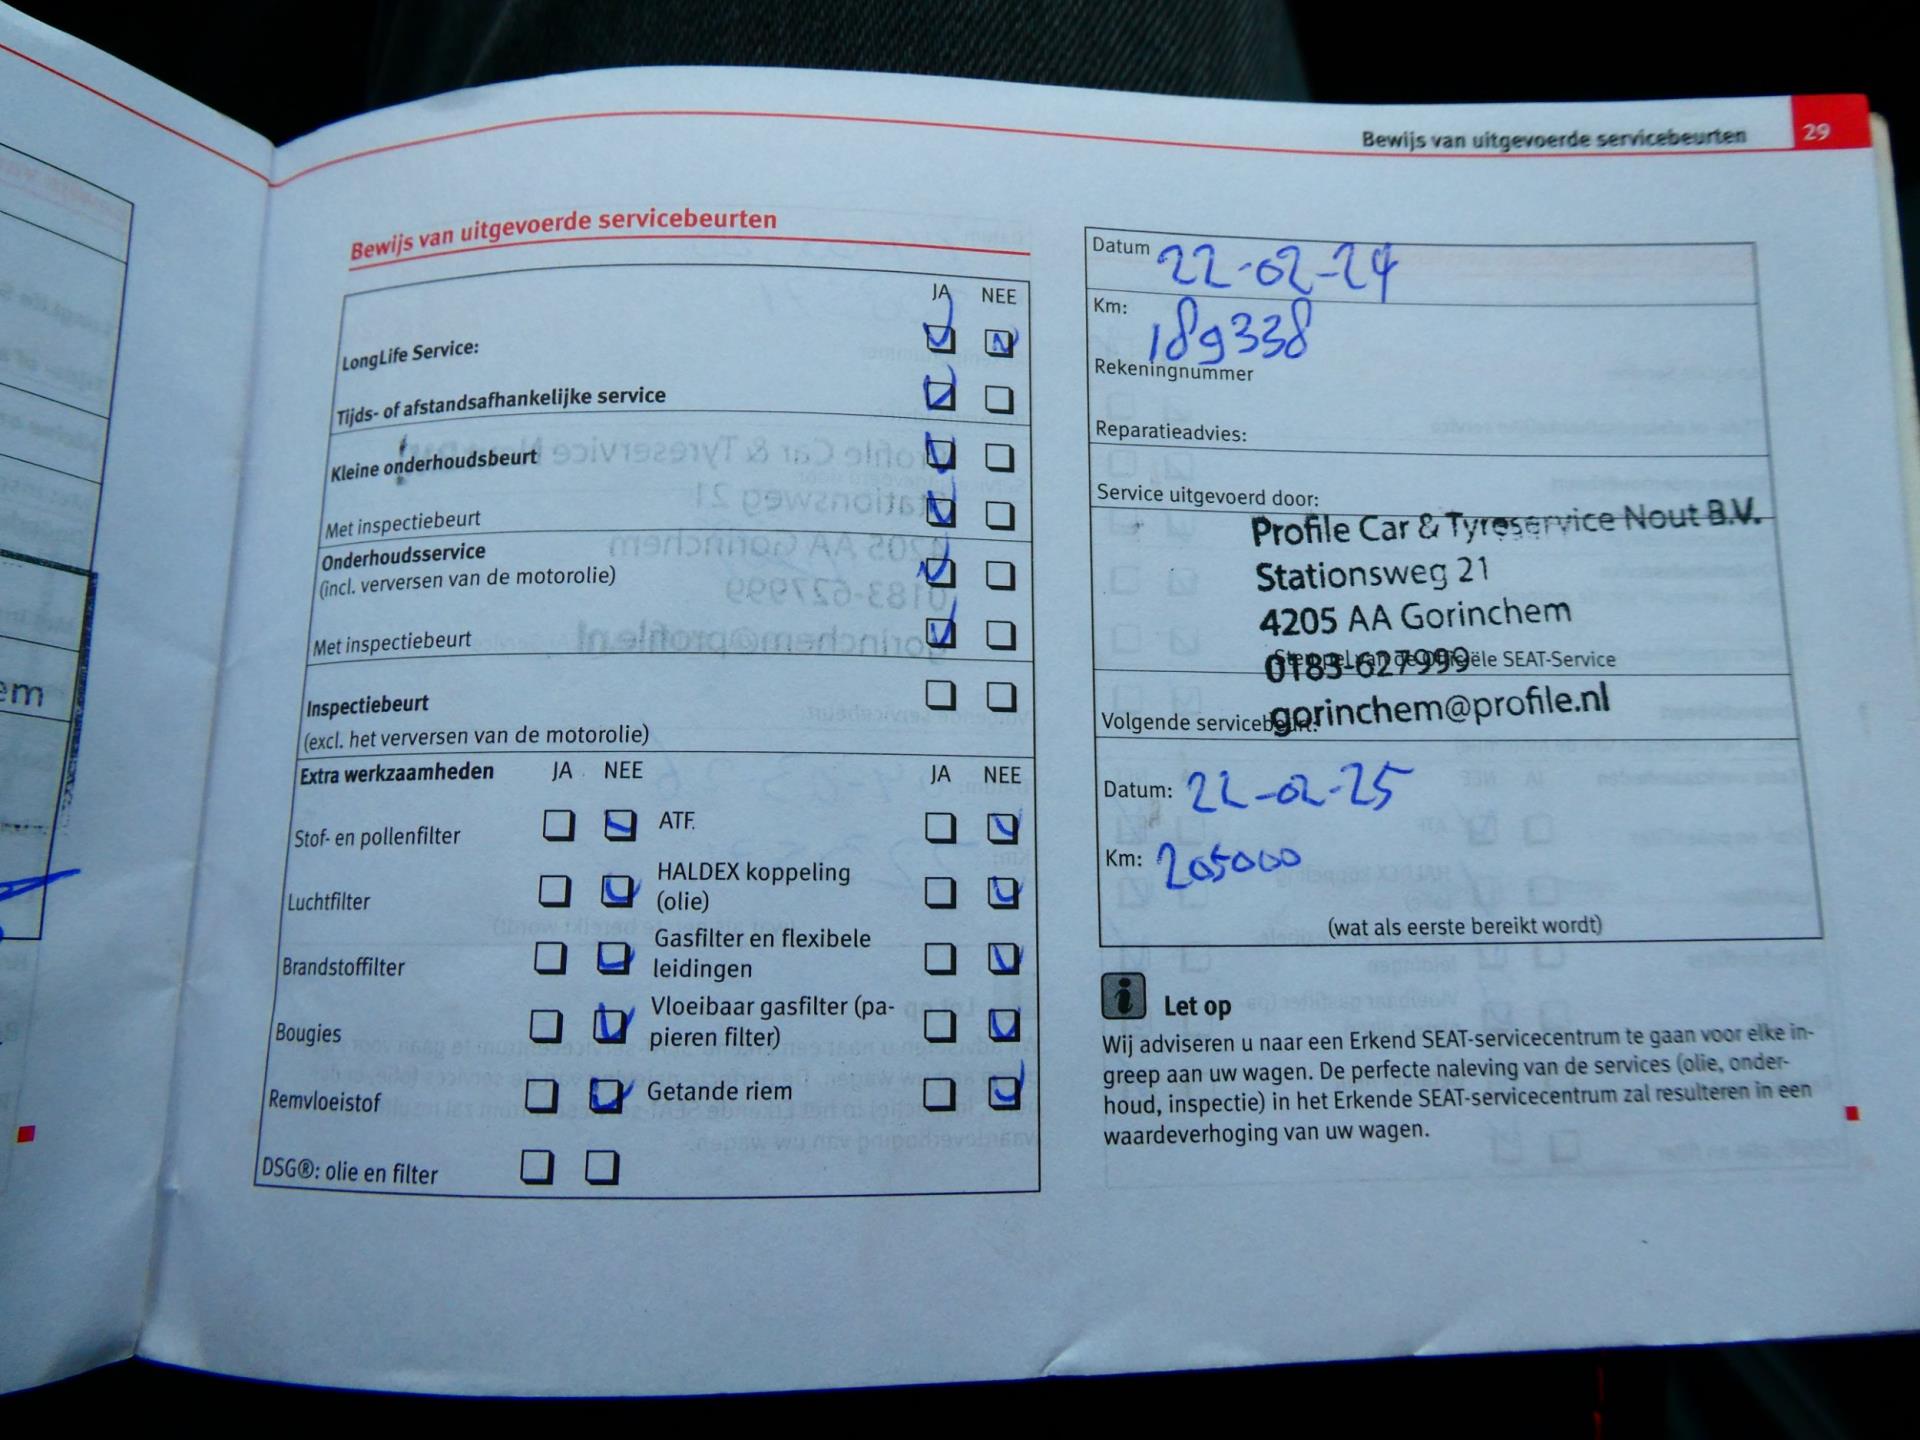 Bewijs van uitgevoerde servicebeurten 29
Bewijs van uitgevoerde servicebeurten
JA NEE
LongLife Service:
Tijds- of afstandsafhankelijke service
Kleine onderhoudsbeurt
Met inspectiebeurt
Onderhoudsservice
(incl. verversen van de motorolie)
Met inspectiebeurt
Inspectiebeurt
(excl. het verversen van de motorolie)
Extra werkzaamheden JA NEE JA NEE
Stof- en pollenfilter ATF.
Luchtfilter HALDEX koppeling
(olie)
Brandstoffilter Gasfilter en flexibele
leidingen
Bougies Vloeibaar gasfilter (pa-
pieren filter)
Remvloeistof Getande riem
DSG®: olie en filter
Datum 22-02-24
Km: 189338
Rekeningnummer
Reparatieadvies:
Service uitgevoerd door:
Profile Car & Tyreservice Nout B.V.
Stationsweg 21
4205 AA Gorinchem
0183-627999
Stempel van de Officiële SEAT-Service
gorinchem@profile.nl
Volgende servicebeurt:
Datum: 22-02-25
Km: 205000
(wat als eerste bereikt wordt)
i Let op
Wij adviseren u naar een Erkend SEAT-servicecentrum te gaan voor elke in-
greep aan uw wagen. De perfecte naleving van de services (olie, onder-
houd, inspectie) in het Erkende SEAT-servicecentrum zal resulteren in een
waardeverhoging van uw wagen.